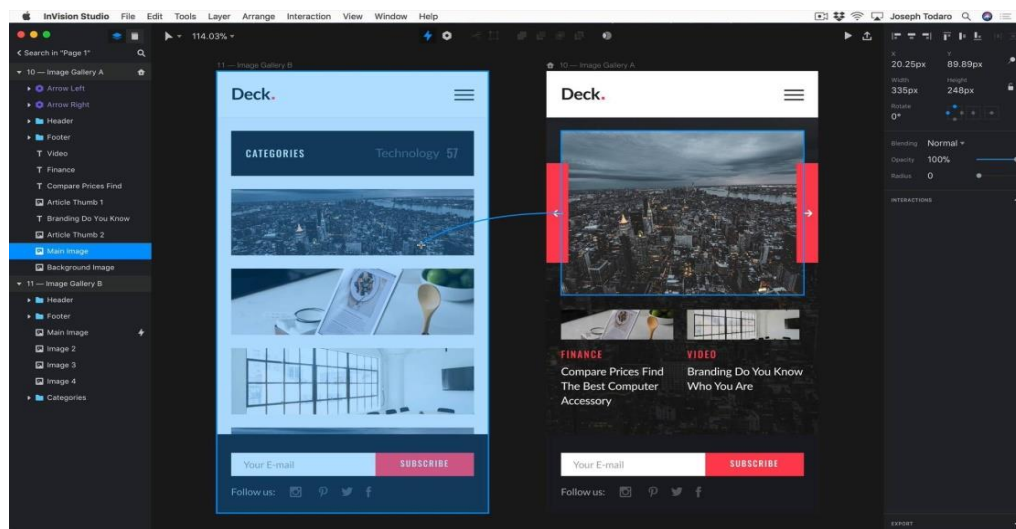 InVision Studio File Edit Tools Layer Arrange Interaction View Window Help Joseph Todaro
114.03%
Search in "Page 1"
10 — Image Gallery A
Arrow Left
Arrow Right
Header
Footer
T Video
T Finance
T Compare Prices Find
Article Thumb 1
T Branding Do You Know
Article Thumb 2
Main Image
Background Image
11 — Image Gallery B
Header
Footer
Main Image
Image 2
Image 3
Image 4
Categories
11 — Image Gallery B
Deck.
CATEGORIES Technology 57
Your E-mail SUBSCRIBE
Follow us:
10 — Image Gallery A
Deck.
FINANCE
Compare Prices Find
The Best Computer
Accessory
VIDEO
Branding Do You Know
Who You Are
Your E-mail SUBSCRIBE
Follow us:
X Y
20.25px 89.89px
Width Height
335px 248px
Rotate
0°
Blending Normal
Opacity 100%
Radius 0
INTERACTIONS
EXPORT